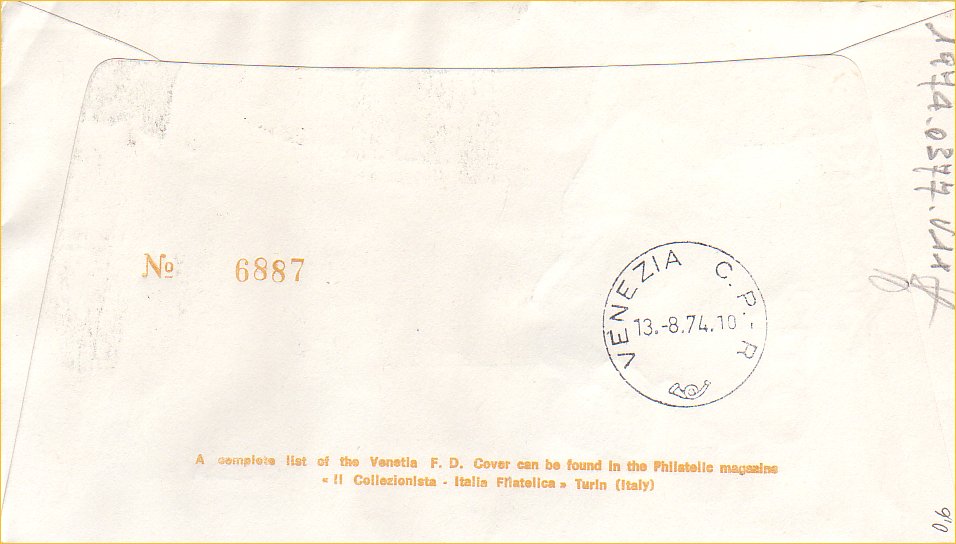 No 6887
VENEZIA C.P.-R
13.-8.74.10
A complete list of the Venetia F. D. Cover can be found in the Philatelic magazine
« Il Collezionista - Italia Filatelica » Turin (Italy)